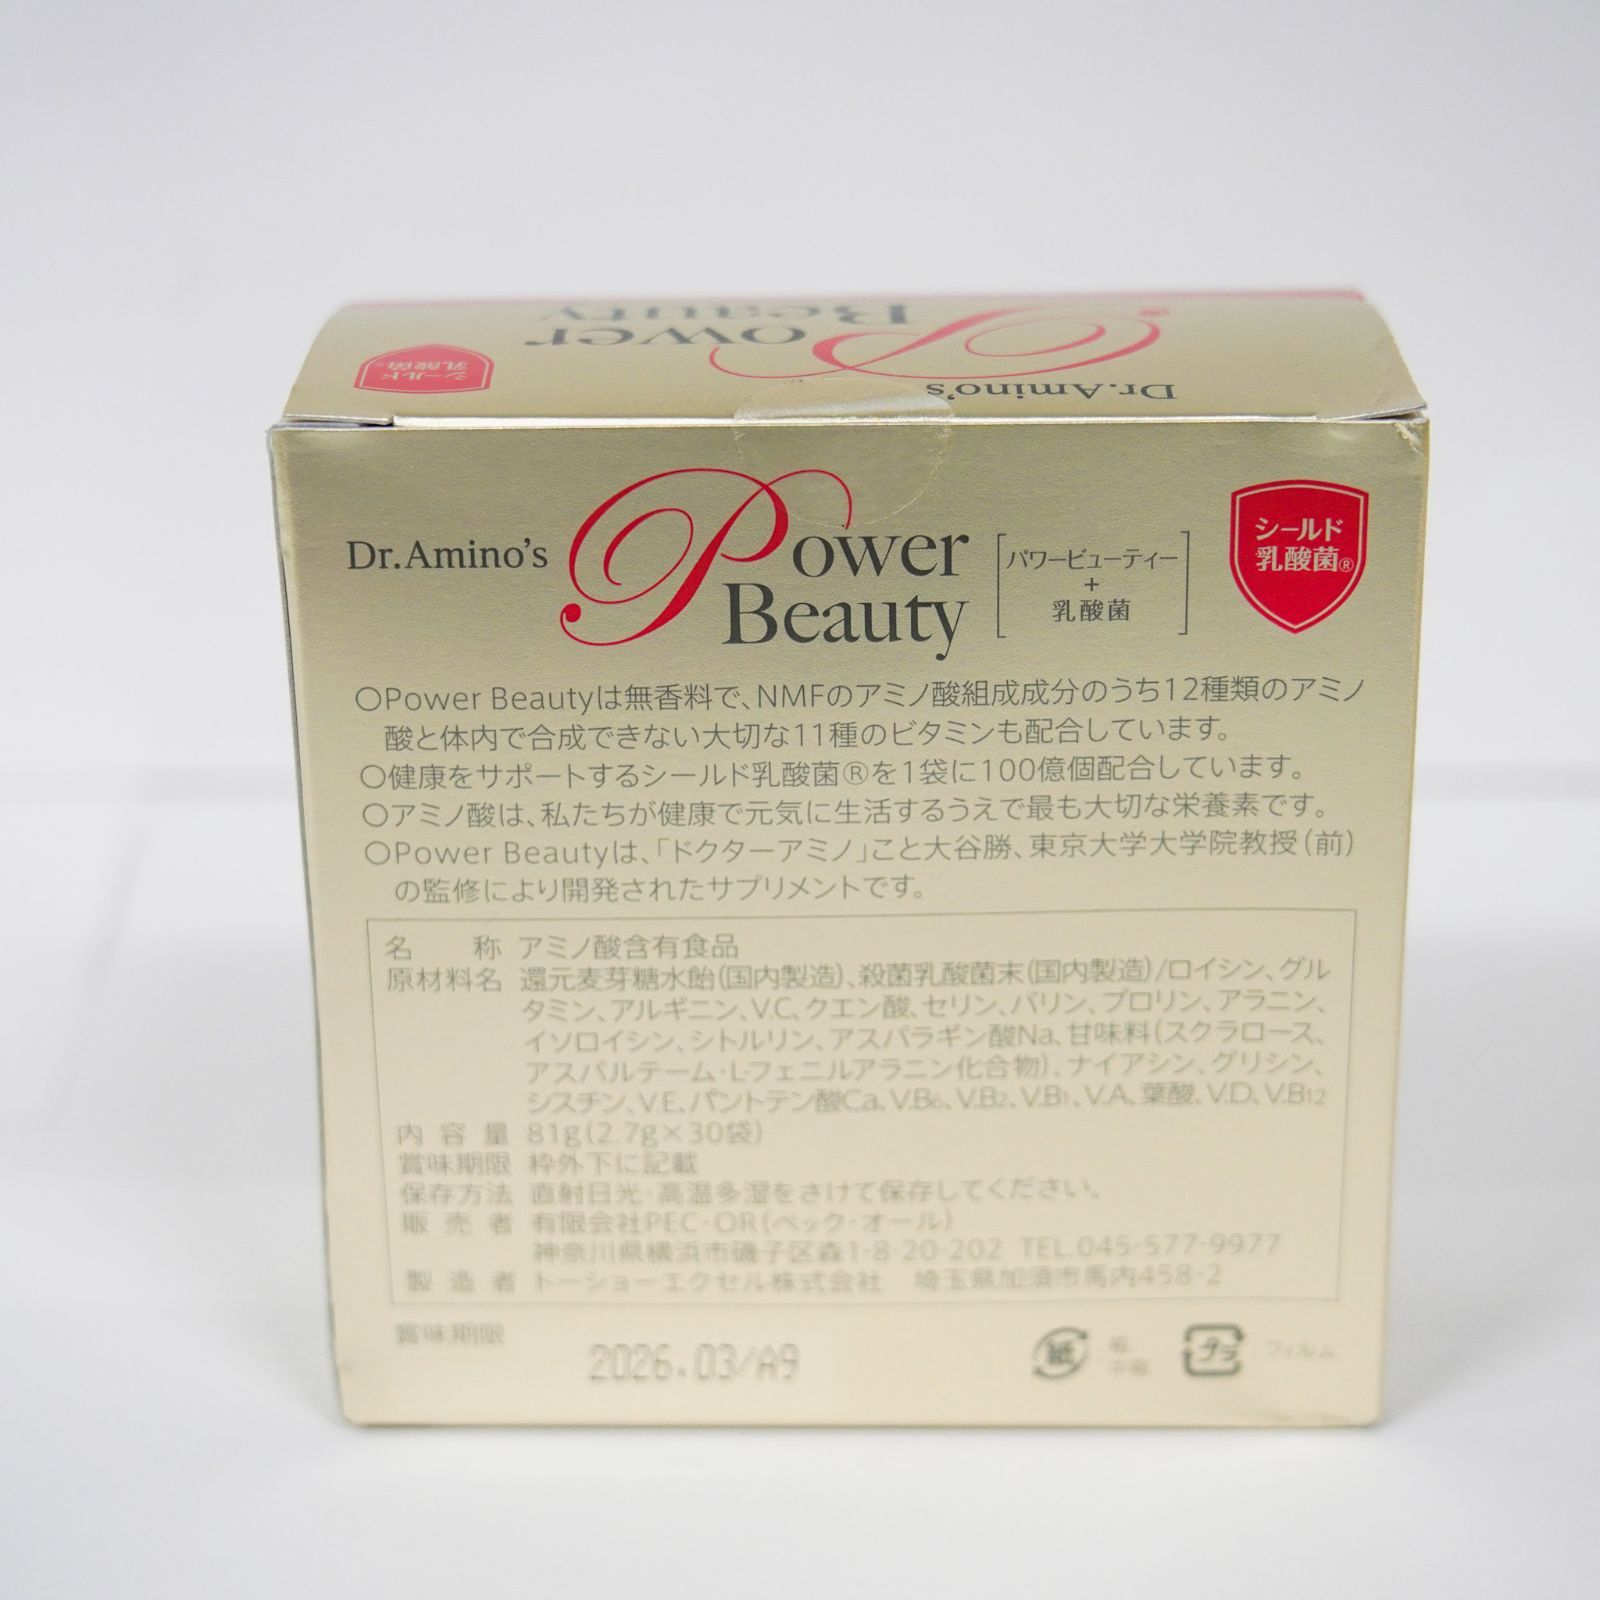 Dr.Amino's
Power
Beauty
シールド
乳酸菌®
Dr.Amino's
Power
Beauty
パワービューティー
+
乳酸菌
シールド
乳酸菌®
○Power Beautyは無香料で、NMFのアミノ酸組成成分のうち12種類のアミノ
酸と体内で合成できない大切な11種のビタミンも配合しています。
○健康をサポートするシールド乳酸菌®を1袋に100億個配合しています。
○アミノ酸は、私たちが健康で元気に生活するうえで最も大切な栄養素です。
○Power Beautyは、「ドクターアミノ」こと大谷勝、東京大学大学院教授(前)
の監修により開発されたサプリメントです。
名称 アミノ酸含有食品
原材料名 還元麦芽糖水飴(国内製造)、殺菌乳酸菌末(国内製造)/ロイシン、グル
タミン、アルギニン、V.C、クエン酸、セリン、バリン、プロリン、アラニン、
イソロイシン、シトルリン、アスパラギン酸Na、甘味料(スクラロース、
アスパルテーム・L-フェニルアラニン化合物)、ナイアシン、グリシン、
シスチン、V.E、パントテン酸Ca、V.B6、V.B2、V.B1、V.A、葉酸、V.D、V.B12
内容量 81g(2.7g×30袋)
賞味期限 枠外下に記載
保存方法 直射日光・高温多湿をさけて保存してください。
販売者 有限会社PEC・OR(ペック・オール)
神奈川県横浜市磯子区森1-8-20-202 TEL.045-577-9977
製造者 トーショーエクセル株式会社 埼玉県加須市馬内458-2
賞味期限
2026.03/A9
紙
プラ
:フィルム